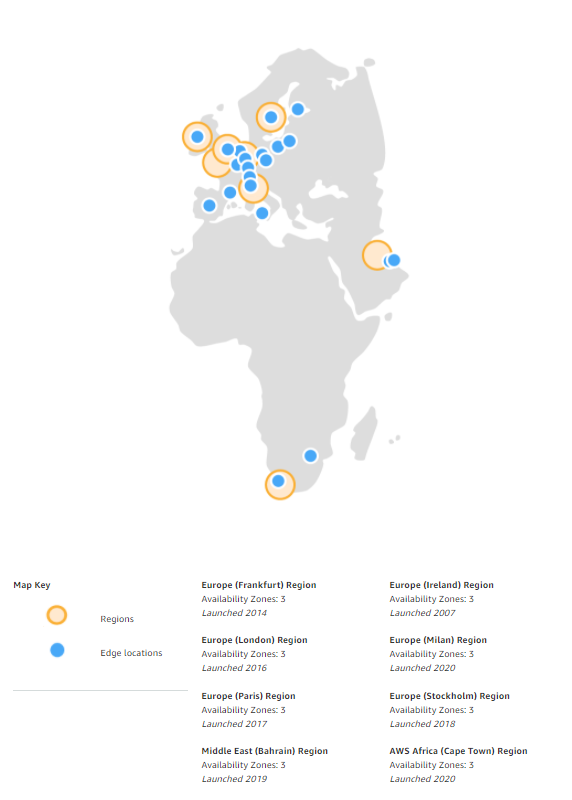 Map Key
Regions
Edge locations
Europe (Frankfurt) Region
Availability Zones: 3
Launched 2014
Europe (Ireland) Region
Availability Zones: 3
Launched 2007
Europe (London) Region
Availability Zones: 3
Launched 2016
Europe (Milan) Region
Availability Zones: 3
Launched 2020
Europe (Paris) Region
Availability Zones: 3
Launched 2017
Europe (Stockholm) Region
Availability Zones: 3
Launched 2018
Middle East (Bahrain) Region
Availability Zones: 3
Launched 2019
AWS Africa (Cape Town) Region
Availability Zones: 3
Launched 2020